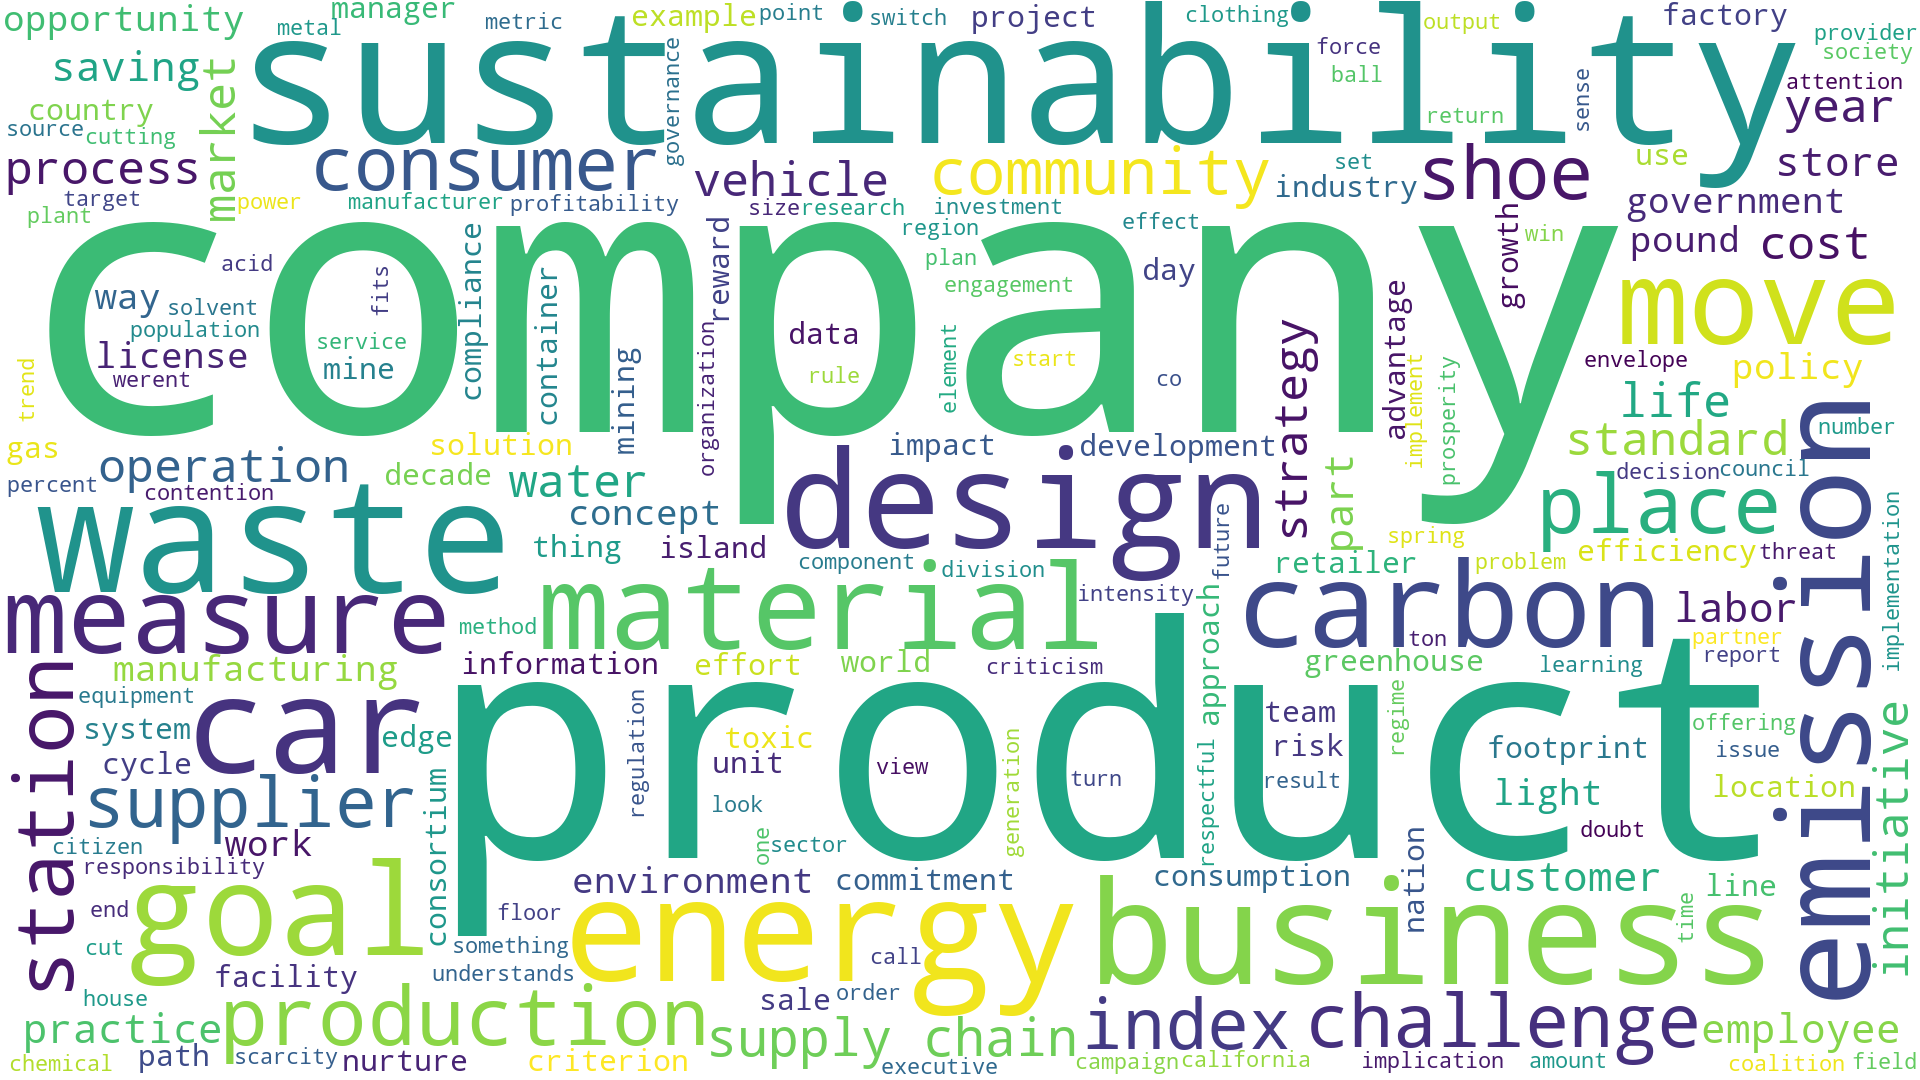 opportunity
metal
manager
metric
example
point
switch
project
clothing
output
factory
provider
society
saving
market
sustainability
governance
force
ball
sense
attention
year
country
source
cutting
return
process
consumer
vehicle
community
set
industry
shoe
use
store
target
plant
power
manufacturer
profitability
size
research
investment
effect
region
government
pound
cost
growth
win
company
acid
fits
compliance
container
reward
plan
engagement
day
move
way
solvent
population
license
werent
service
mine
mining
organization
data
rule
element
start
co
strategy
advantage
implement
prosperity
envelope
policy
life
standard
number
trend
gas
percent
operation
contention
solution
decade
water
concept
impact
development
design
part
decision
council
place
emission
implementation
waste
thing
island
component
division
future
spring
retailer
problem
efficiency
threat
measure
material
method
intensity
carbon
labor
ton
partner
report
station
manufacturing
information
effort
world
criticism
approach
greenhouse
learning
equipment
system
cycle
car
edge
product
regulation
toxic
unit
look
view
generation
turn
respectful
team
risk
result
regime
footprint
light
offering
issue
location
initiative
supplier
consortium
citizen
work
responsibility
one
sector
doubt
end
cut
goal
floor
environment
commitment
consumption
nation
customer
line
time
something
understands
energy
call
business
facility
house
practice
production
sale
order
supply chain
index
challenge
employee
chemical
path
scarcity
nurture
criterion
executive
campaign
california
implication
amount
coalition
field